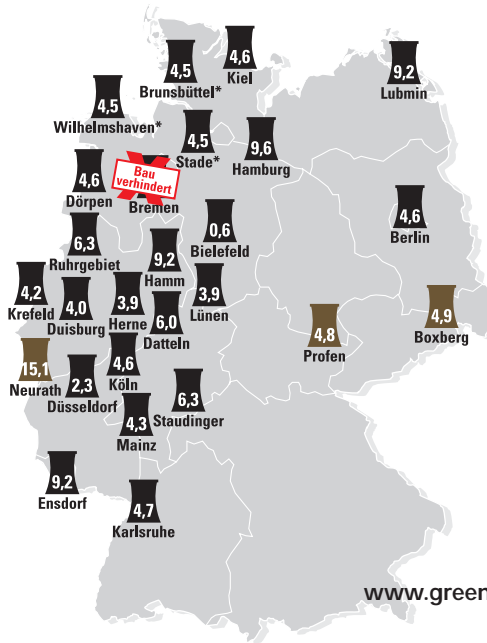 4,6
Kiel
4,5
Brunsbüttel*
9,2
Lubmin
4,5
Wilhelmshaven*
4,5
Stade*
9,6
Hamburg
Bau
verhindert
Bremen
4,6
Dörpen
4,6
Berlin
0,6
Bielefeld
6,3
Ruhrgebiet
9,2
Hamm
4,2
Krefeld
4,0
Duisburg
3,9
Herne
6,0
Datteln
3,9
Lünen
4,8
Profen
4,9
Boxberg
15,1
Neurath
2,3
Düsseldorf
4,6
Köln
6,3
Staudinger
4,3
Mainz
9,2
Ensdorf
4,7
Karlsruhe
www.green